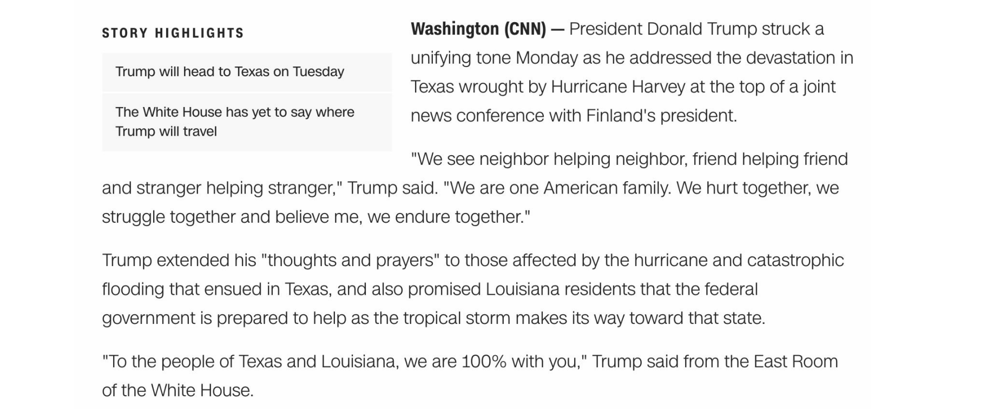 STORY HIGHLIGHTS
Trump will head to Texas on Tuesday
The White House has yet to say where
Trump will travel
Washington (CNN) — President Donald Trump struck a
unifying tone Monday as he addressed the devastation in
Texas wrought by Hurricane Harvey at the top of a joint
news conference with Finland's president.
"We see neighbor helping neighbor, friend helping friend
and stranger helping stranger," Trump said. "We are one American family. We hurt together, we
struggle together and believe me, we endure together."
Trump extended his "thoughts and prayers" to those affected by the hurricane and catastrophic
flooding that ensued in Texas, and also promised Louisiana residents that the federal
government is prepared to help as the tropical storm makes its way toward that state.
"To the people of Texas and Louisiana, we are 100% with you," Trump said from the East Room
of the White House.